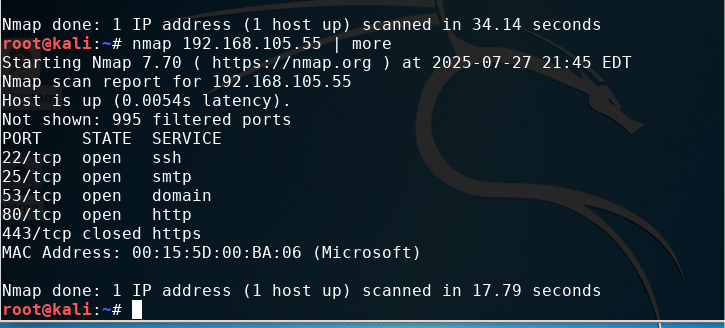 Nmap done: 1 IP address (1 host up) scanned in 34.14 seconds
root@kali:~# nmap 192.168.105.55 | more
Starting Nmap 7.70 ( https://nmap.org ) at 2025-07-27 21:45 EDT
Nmap scan report for 192.168.105.55
Host is up (0.0054s latency).
Not shown: 995 filtered ports
PORT    STATE  SERVICE
22/tcp  open   ssh
25/tcp  open   smtp
53/tcp  open   domain
80/tcp  open   http
443/tcp closed https
MAC Address: 00:15:5D:00:BA:06 (Microsoft)

Nmap done: 1 IP address (1 host up) scanned in 17.79 seconds
root@kali:~#